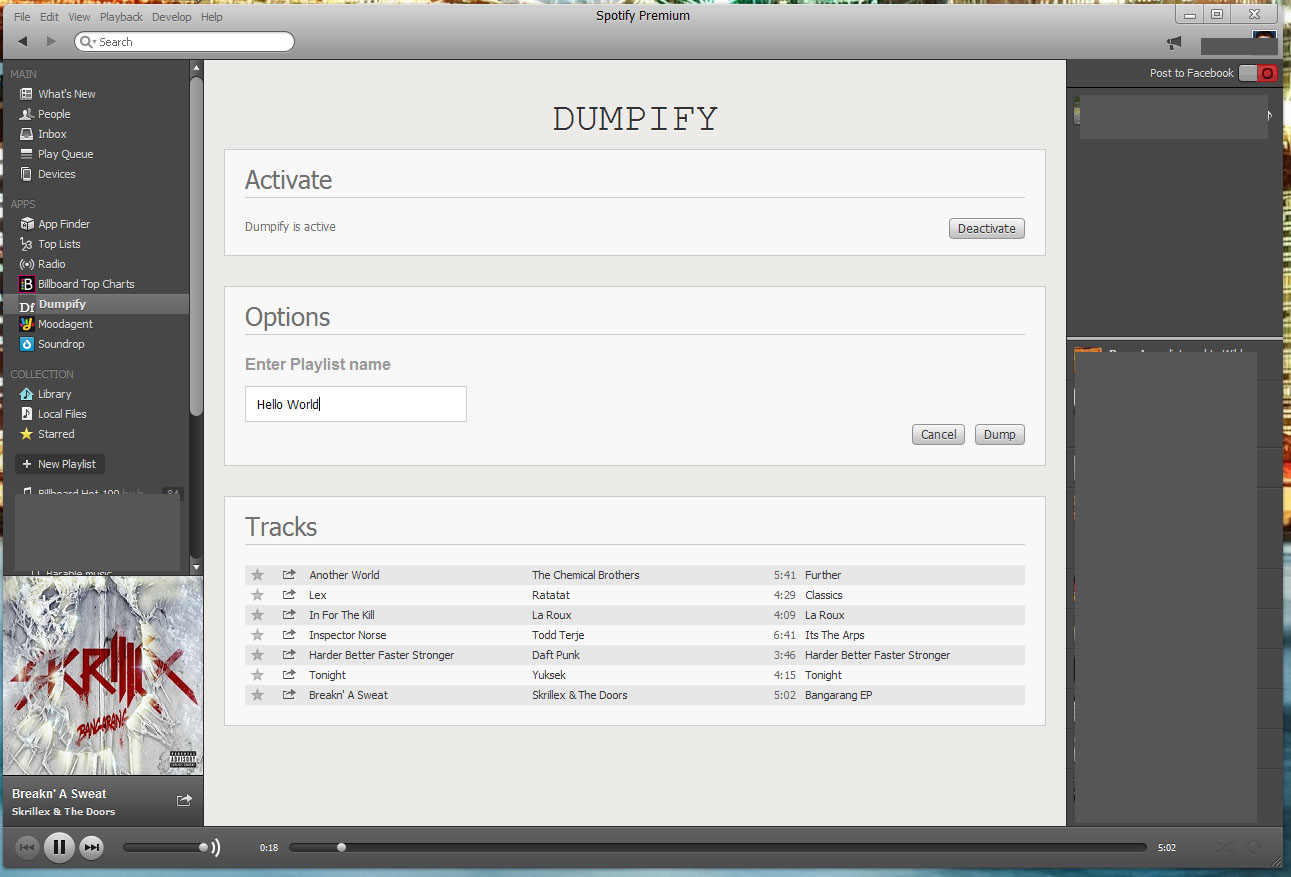 File Edit View Playback Develop Help
Spotify Premium
Search
MAIN
What's New
People
Inbox
Play Queue
Devices
APPS
App Finder
Top Lists
Radio
Billboard Top Charts
Dumpify
Moodagent
Soundrop
COLLECTION
Library
Local Files
Starred
+ New Playlist
Billboard Hot 100 by b... 84
Barable music
SKRILLEX
BANGARANG
Breakn' A Sweat
Skrillex & The Doors
DUMPIFY
Activate
Dumpify is active
Deactivate
Options
Enter Playlist name
Hello World
Cancel Dump
Tracks
Another World The Chemical Brothers 5:41 Further
Lex Ratatat 4:29 Classics
In For The Kill La Roux 4:09 La Roux
Inspector Norse Todd Terje 6:41 Its The Arps
Harder Better Faster Stronger Daft Punk 3:46 Harder Better Faster Stronger
Tonight Yuksek 4:15 Tonight
Breakn' A Sweat Skrillex & The Doors 5:02 Bangarang EP
Post to Facebook
0:18
5:02